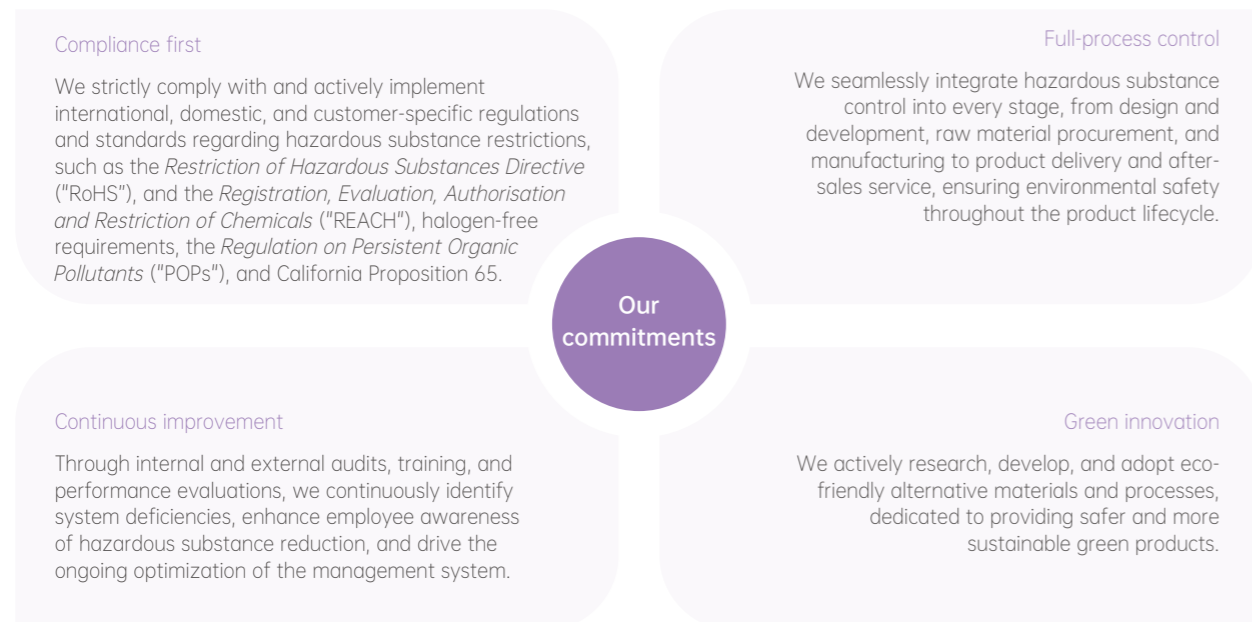 Compliance first
We strictly comply with and actively implement
international, domestic, and customer-specific regulations
and standards regarding hazardous substance restrictions,
such as the Restriction of Hazardous Substances Directive
("RoHS"), and the Registration, Evaluation, Authorisation
and Restriction of Chemicals ("REACH"), halogen-free
requirements, the Regulation on Persistent Organic
Pollutants ("POPs"), and California Proposition 65.
Full-process control
We seamlessly integrate hazardous substance
control into every stage, from design and
development, raw material procurement, and
manufacturing to product delivery and after-
sales service, ensuring environmental safety
throughout the product lifecycle.
Our
commitments
Continuous improvement
Through internal and external audits, training, and
performance evaluations, we continuously identify
system deficiencies, enhance employee awareness
of hazardous substance reduction, and drive the
ongoing optimization of the management system.
Green innovation
We actively research, develop, and adopt eco-
friendly alternative materials and processes,
dedicated to providing safer and more
sustainable green products.